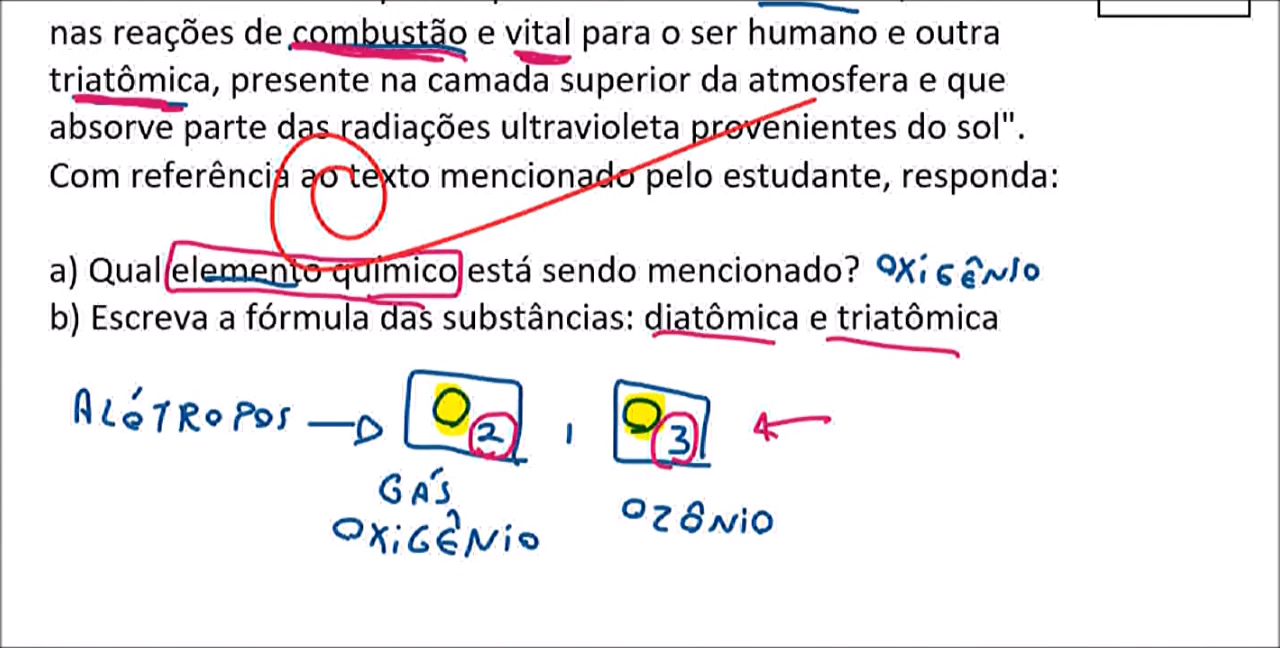 nas reações de combustão e vital para o ser humano e outra
triatômica, presente na camada superior da atmosfera e que
absorve parte das radiações ultravioleta provenientes do sol".
Com referência ao texto mencionado pelo estudante, responda:
a) Qual elemento químico está sendo mencionado? OXIGÊNIO
b) Escreva a fórmula das substâncias: diatômica e triatômica
ALÓTROPOS → O2 , O3 ←
GÁS
OXIGÊNIO
OZÔNIO